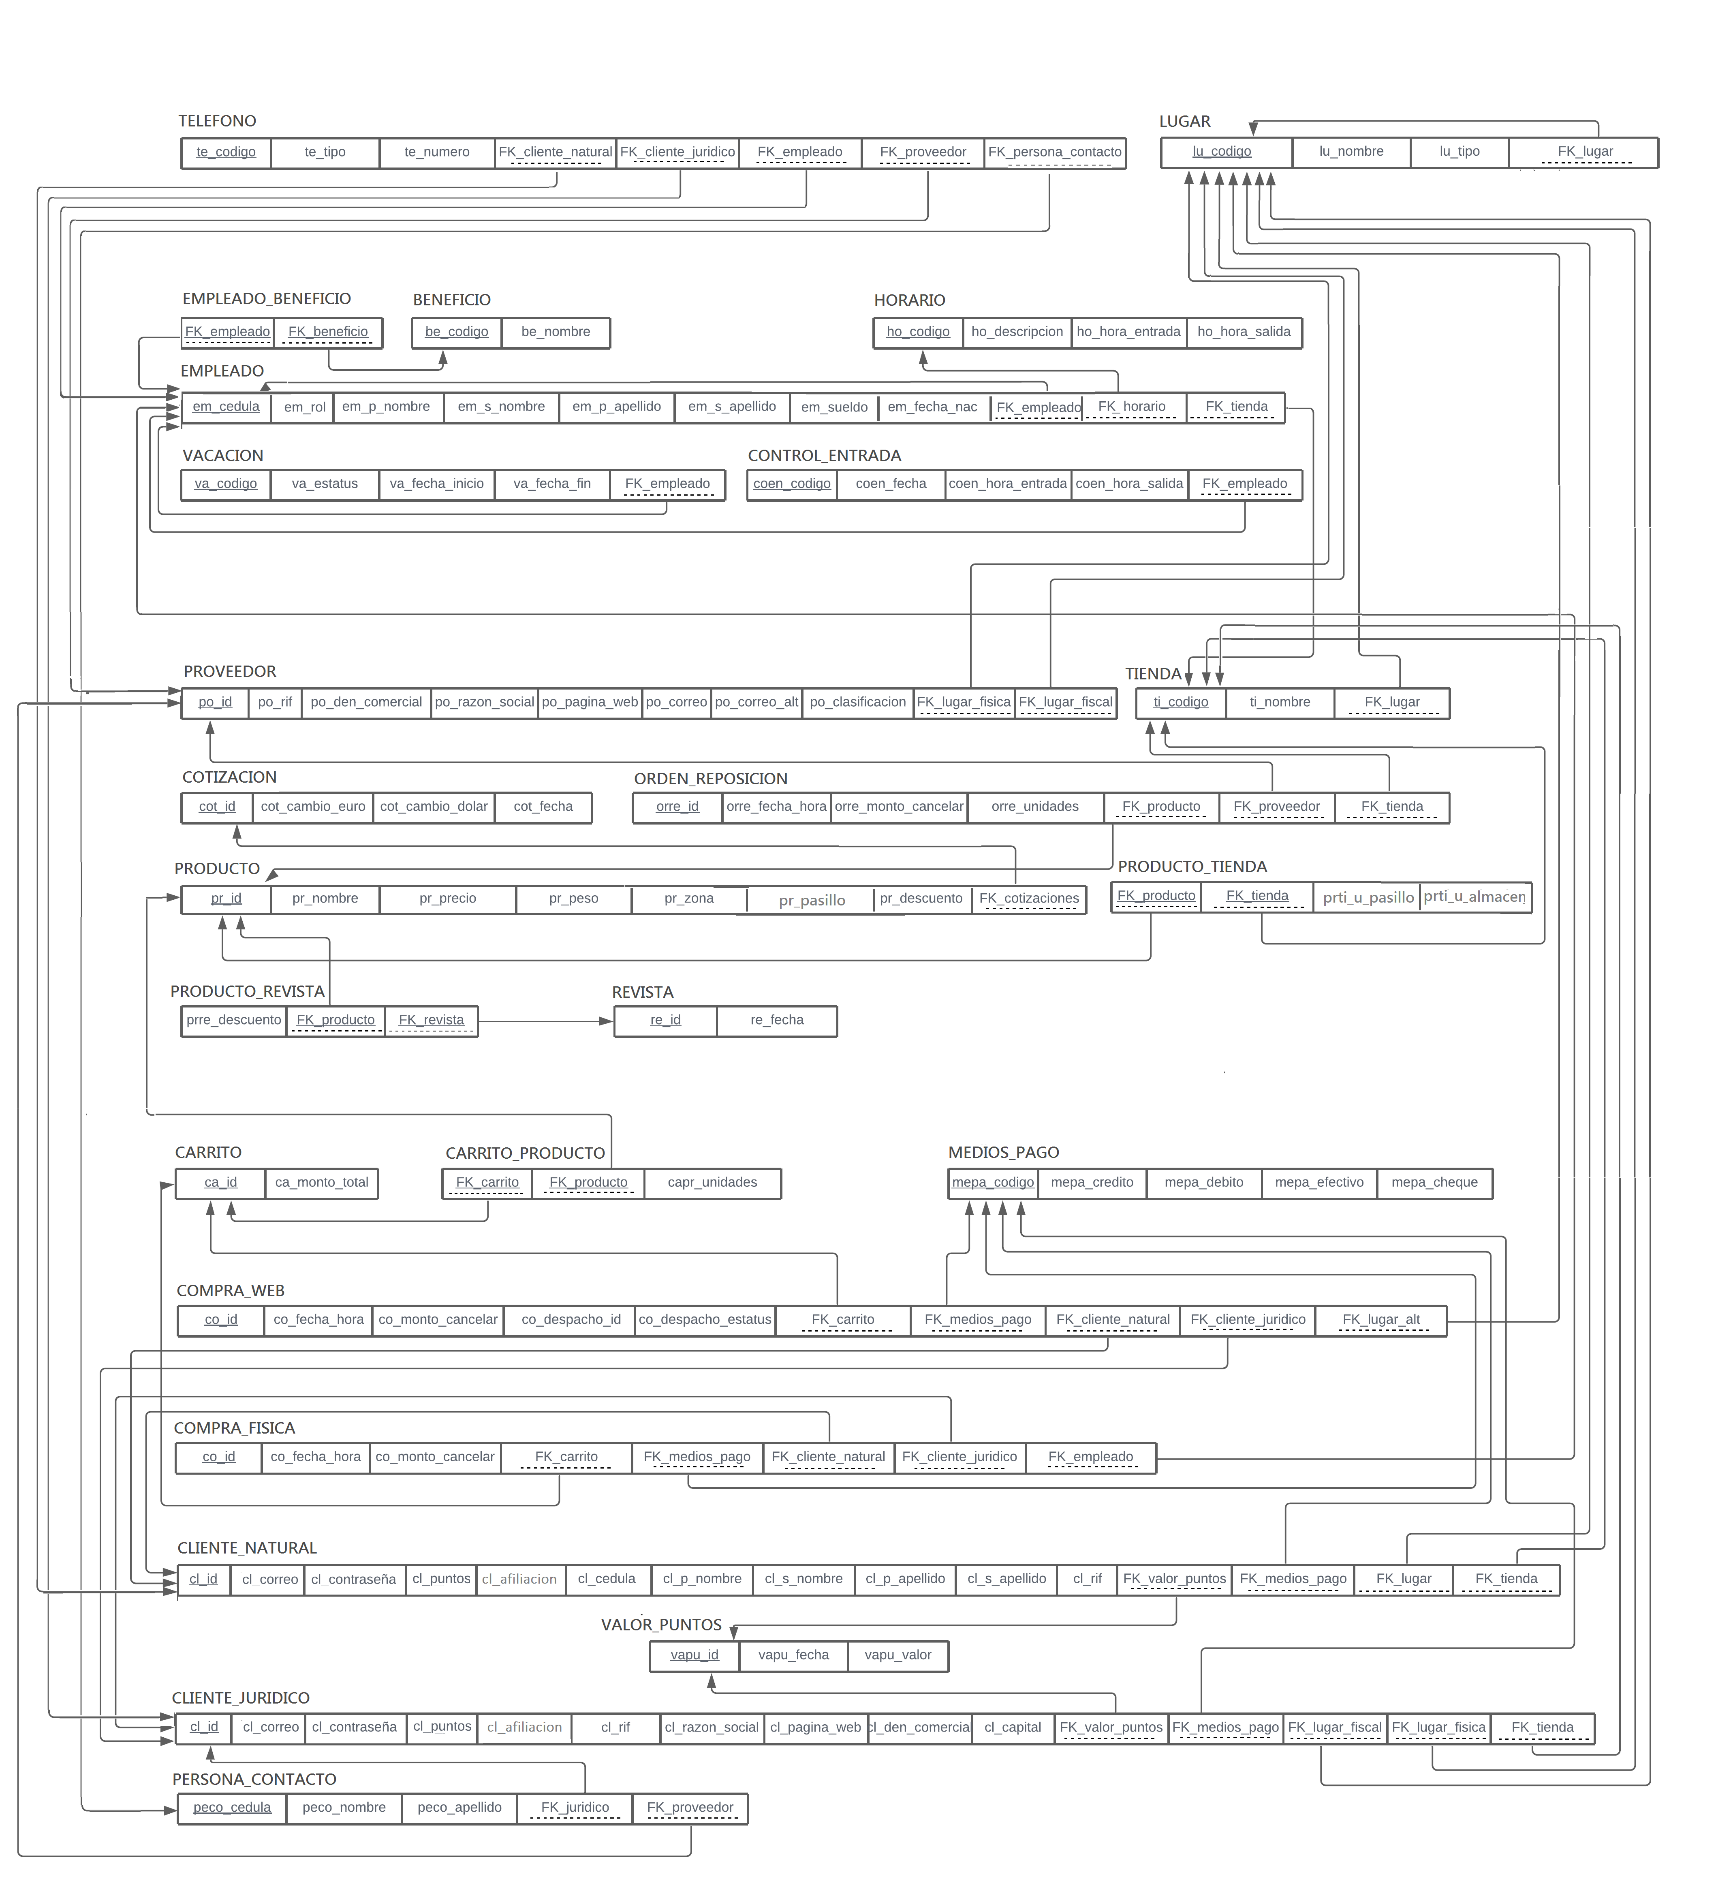 TELEFONO
te_codigo te_tipo te_numero FK_cliente_natural FK_cliente_juridico FK_empleado FK_proveedor FK_persona_contacto
LUGAR
lu_codigo lu_nombre lu_tipo FK_lugar
EMPLEADO_BENEFICIO
FK_empleado FK_beneficio
BENEFICIO
be_codigo be_nombre
HORARIO
ho_codigo ho_descripcion ho_hora_entrada ho_hora_salida
EMPLEADO
em_cedula em_rol em_p_nombre em_s_nombre em_p_apellido em_s_apellido em_sueldo em_fecha_nac FK_empleado FK_horario FK_tienda
VACACION
va_codigo va_estatus va_fecha_inicio va_fecha_fin FK_empleado
CONTROL_ENTRADA
coen_codigo coen_fecha coen_hora_entrada coen_hora_salida FK_empleado
PROVEEDOR
po_id po_rif po_den_comercial po_razon_social po_pagina_web po_correo po_correo_alt po_clasificacion FK_lugar_fisica FK_lugar_fiscal
TIENDA
ti_codigo ti_nombre FK_lugar
COTIZACION
cot_id cot_cambio_euro cot_cambio_dolar cot_fecha
ORDEN_REPOSICION
orre_id orre_fecha_hora orre_monto_cancelar orre_unidades FK_producto FK_proveedor FK_tienda
PRODUCTO
pr_id pr_nombre pr_precio pr_peso pr_zona pr_pasillo pr_descuento FK_cotizaciones
PRODUCTO_TIENDA
FK_producto FK_tienda prti_u_pasillo prti_u_almacen
PRODUCTO_REVISTA
prre_descuento FK_producto FK_revista
REVISTA
re_id re_fecha
CARRITO
ca_id ca_monto_total
CARRITO_PRODUCTO
FK_carrito FK_producto capr_unidades
MEDIOS_PAGO
mepa_codigo mepa_credito mepa_debito mepa_efectivo mepa_cheque
COMPRA_WEB
co_id co_fecha_hora co_monto_cancelar co_despacho_id co_despacho_estatus FK_carrito FK_medios_pago FK_cliente_natural FK_cliente_juridico FK_lugar_alt
COMPRA_FISICA
co_id co_fecha_hora co_monto_cancelar FK_carrito FK_medios_pago FK_cliente_natural FK_cliente_juridico FK_empleado
CLIENTE_NATURAL
cl_id cl_correo cl_contraseña cl_puntos cl_afiliacion cl_cedula cl_p_nombre cl_s_nombre cl_p_apellido cl_s_apellido cl_rif FK_valor_puntos FK_medios_pago FK_lugar FK_tienda
VALOR_PUNTOS
vapu_id vapu_fecha vapu_valor
CLIENTE_JURIDICO
cl_id cl_correo cl_contraseña cl_puntos cl_afiliacion cl_rif cl_razon_social cl_pagina_web cl_den_comercial cl_capital FK_valor_puntos FK_medios_pago FK_lugar_fiscal FK_lugar_fisica FK_tienda
PERSONA_CONTACTO
peco_cedula peco_nombre peco_apellido FK_juridico FK_proveedor